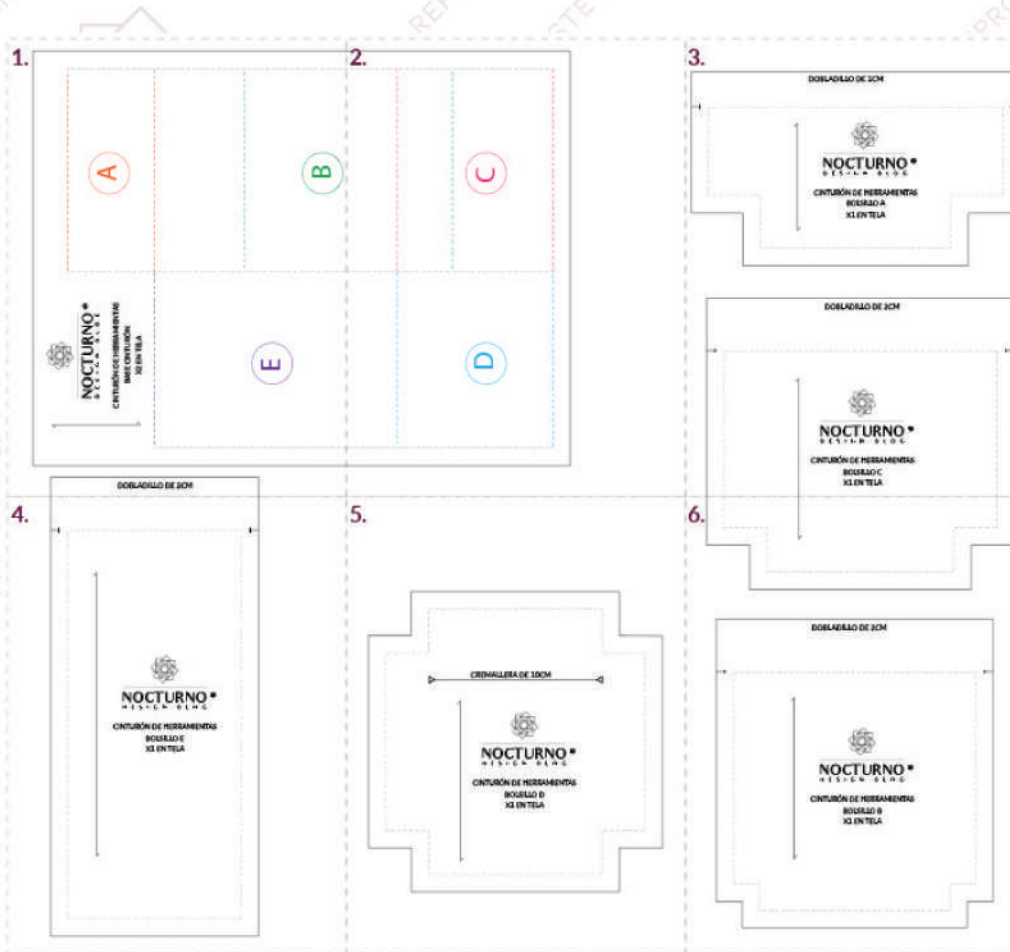 1.
2.
3.
A
B
C
E
D
NOCTURNO
DESIGN BLOG
CINTURÓN DE HERRAMIENTAS
BASE CINTURÓN
X2 EN TELA
DOBLADILLO DE 1CM
NOCTURNO
DESIGN BLOG
CINTURÓN DE HERRAMIENTAS
BOLSILLO A
X1 EN TELA
DOBLADILLO DE 2CM
NOCTURNO
DESIGN BLOG
CINTURÓN DE HERRAMIENTAS
BOLSILLO C
X1 EN TELA
4.
5.
6.
DOBLADILLO DE 2CM
NOCTURNO
DESIGN BLOG
CINTURÓN DE HERRAMIENTAS
BOLSILLO E
X1 EN TELA
CREMALLERA DE 10CM
NOCTURNO
DESIGN BLOG
CINTURÓN DE HERRAMIENTAS
BOLSILLO D
X1 EN TELA
DOBLADILLO DE 2CM
NOCTURNO
DESIGN BLOG
CINTURÓN DE HERRAMIENTAS
BOLSILLO B
X1 EN TELA